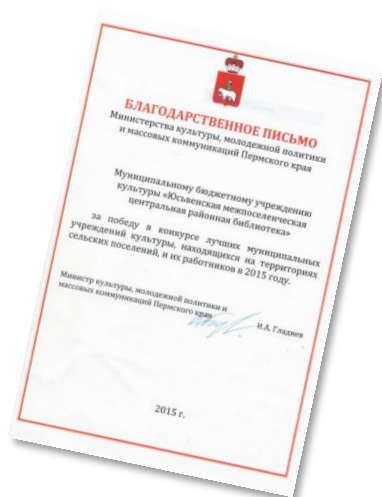 БЛАГОДАРСТВЕННОЕ ПИСЬМО
Министерства культуры, молодежной политики
и массовых коммуникаций Пермского края
Муниципальному бюджетному учреждению
культуры «Юсьвенская межпоселенческая
центральная районная библиотека»
за победу в конкурсе лучших муниципальных
учреждений культуры, находящихся на территориях
сельских поселений, и их работников в 2015 году.
Министр культуры, молодежной политики и
массовых коммуникаций Пермского края
И.А. Гладнев
2015 г.